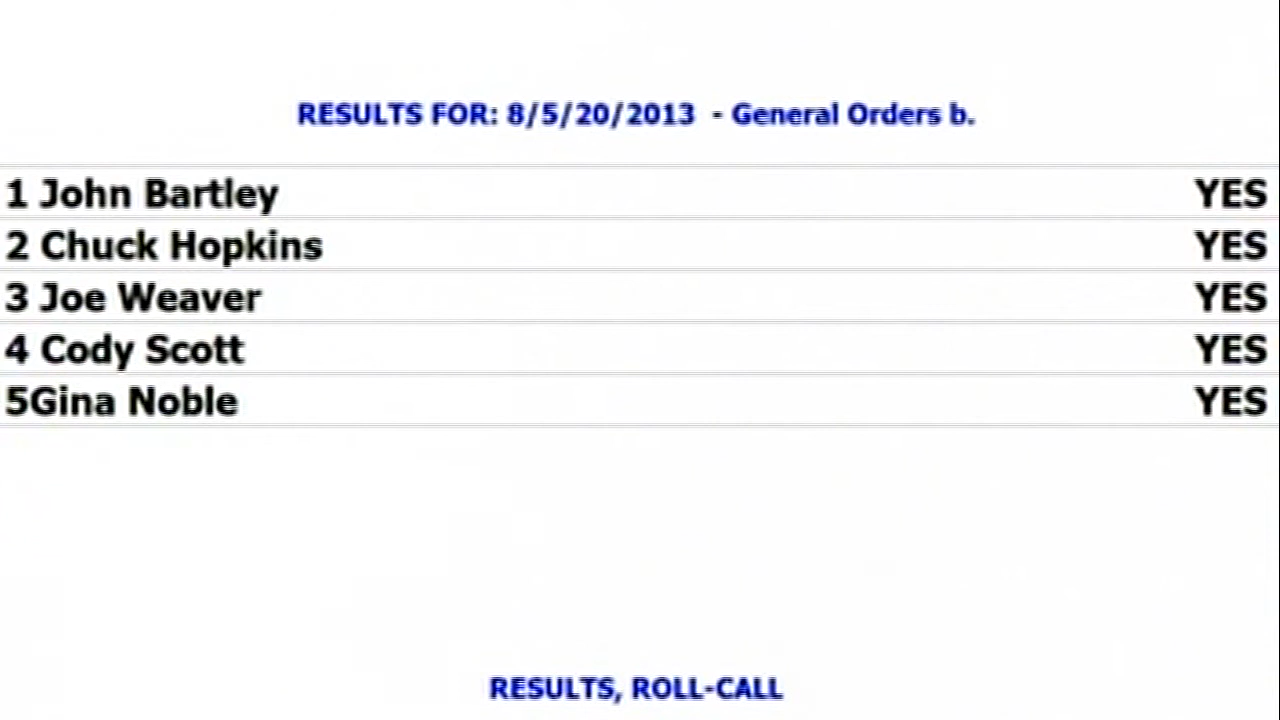 RESULTS FOR: 8/5/20/2013 - General Orders b.
1 John Bartley YES
2 Chuck Hopkins YES
3 Joe Weaver YES
4 Cody Scott YES
5Gina Noble YES
RESULTS, ROLL-CALL